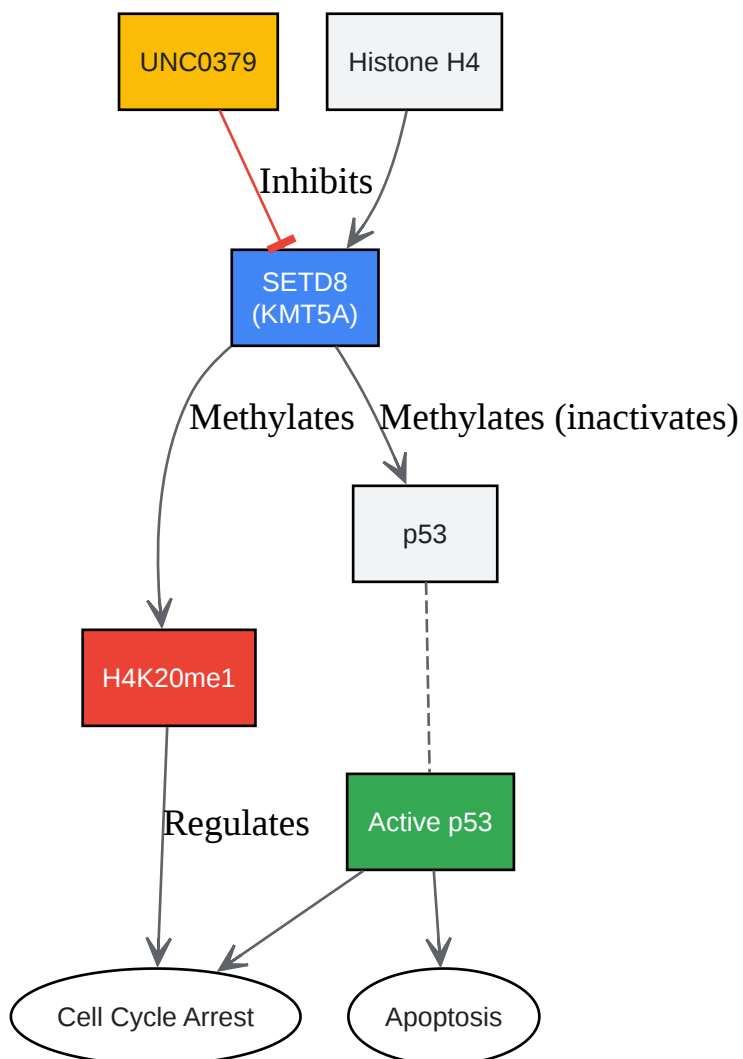 UNC0379
Histone H4
Inhibits
SETD8
(KMT5A)
Methylates
Methylates (inactivates)
p53
H4K20me1
Regulates
Active p53
Cell Cycle Arrest
Apoptosis